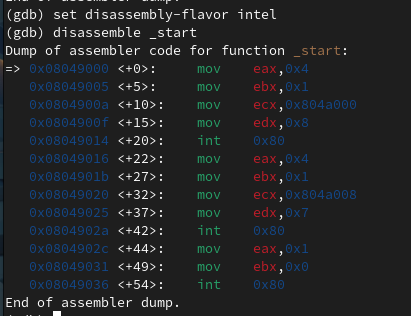 (gdb) set disassembly-flavor intel
(gdb) disassemble _start
Dump of assembler code for function _start:
=> 0x08049000 <+0>:     mov    eax,0x4
   0x08049005 <+5>:     mov    ebx,0x1
   0x0804900a <+10>:    mov    ecx,0x804a000
   0x0804900f <+15>:    mov    edx,0x8
   0x08049014 <+20>:    int    0x80
   0x08049016 <+22>:    mov    eax,0x4
   0x0804901b <+27>:    mov    ebx,0x1
   0x08049020 <+32>:    mov    ecx,0x804a008
   0x08049025 <+37>:    mov    edx,0x7
   0x0804902a <+42>:    int    0x80
   0x0804902c <+44>:    mov    eax,0x1
   0x08049031 <+49>:    mov    ebx,0x0
   0x08049036 <+54>:    int    0x80
End of assembler dump.